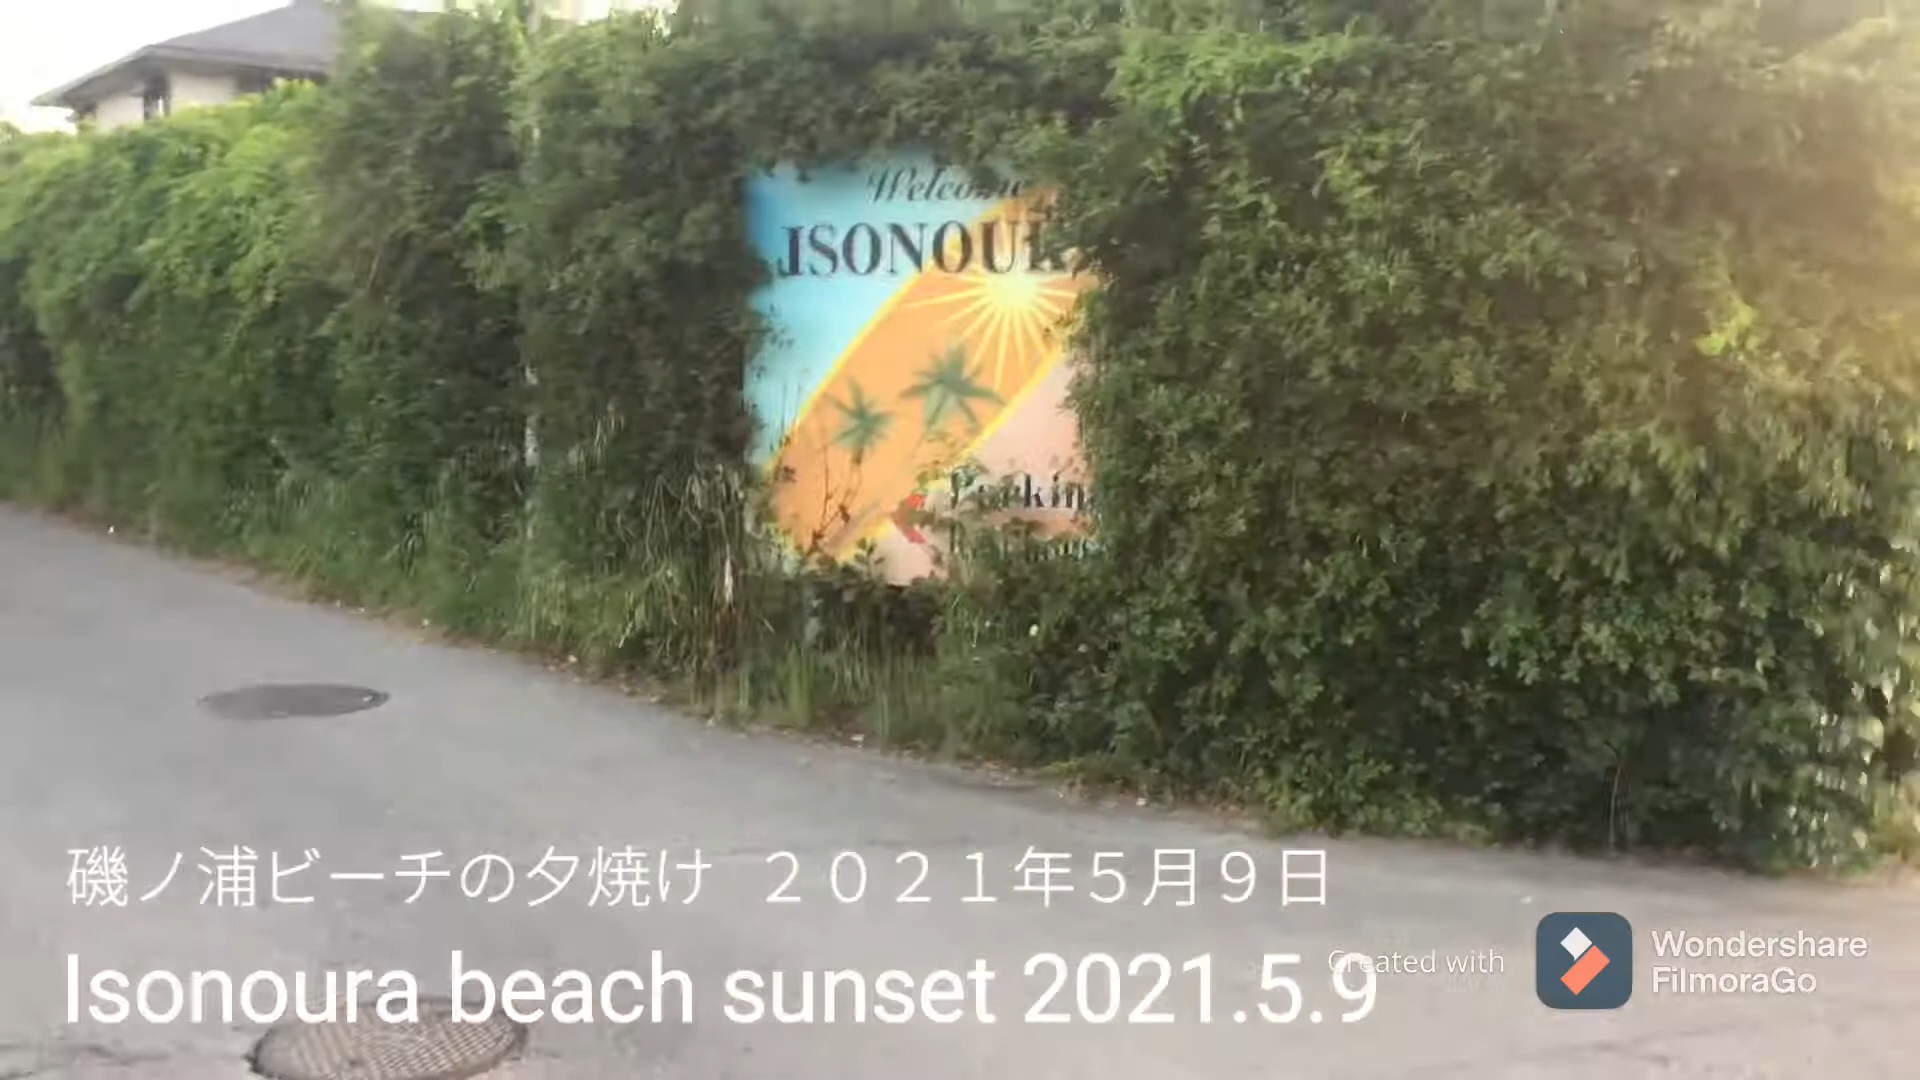 Welcome
ISONOUR
Parkin
磯ノ浦ビーチの夕焼け ２０２１年５月９日
Isonoura beach sunset 2021.5.9
Created with
Wondershare
FilmoraGo